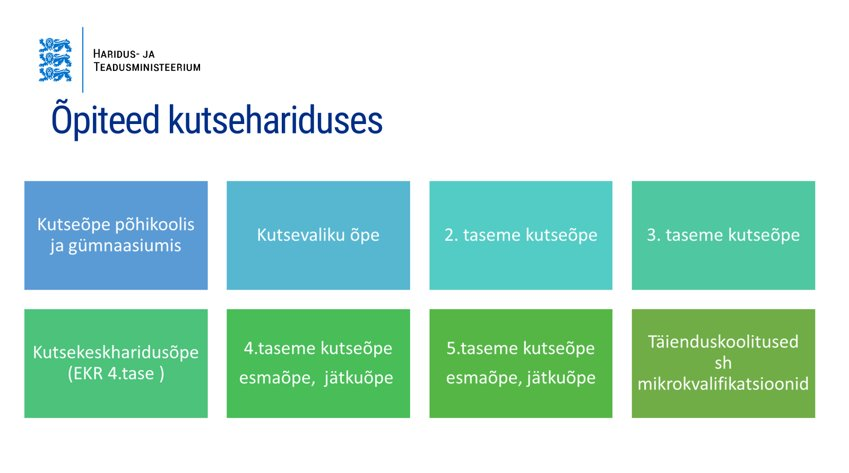 HARIDUS- JA
TEADUSMINISTEERIUM
Õpiteed kutsehariduses
Kutseõpe põhikoolis
ja gümnaasiumis
Kutsevaliku õpe
2. taseme kutseõpe
3. taseme kutseõpe
Kutsekeskharidusõpe
(EKR 4.tase )
4.taseme kutseõpe
esmaõpe, jätkuõpe
5.taseme kutseõpe
esmaõpe, jätkuõpe
Täienduskoolitused
sh
mikrokvalifikatsioonid